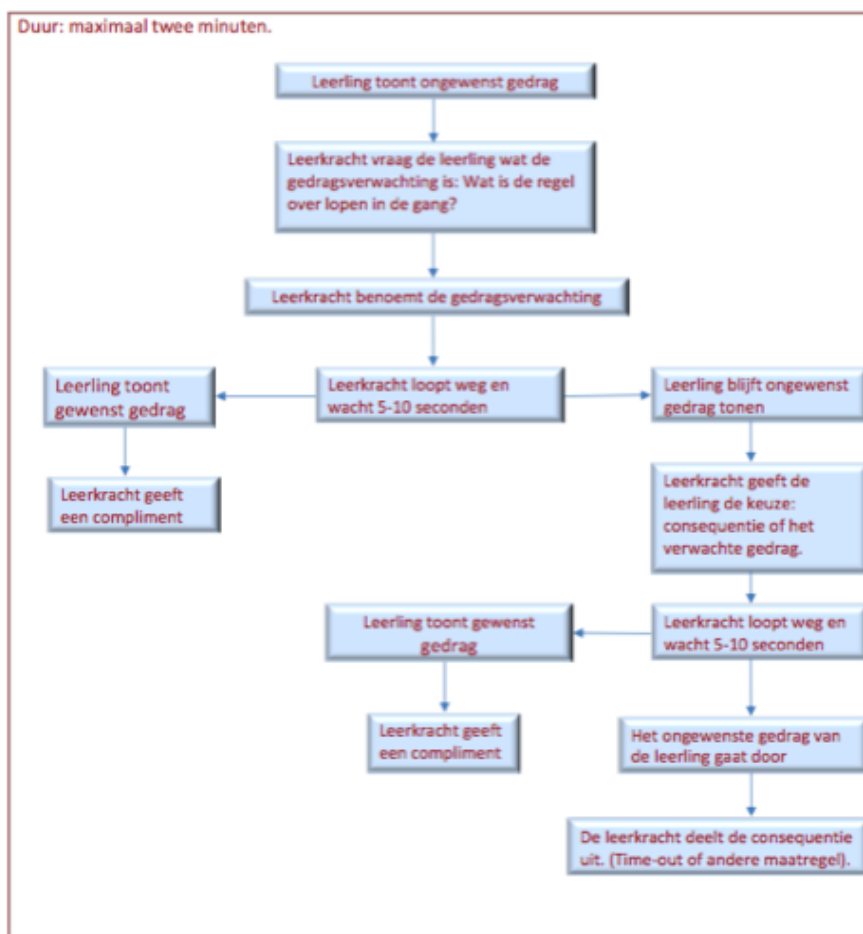 Duur: maximaal twee minuten.
Leerling toont ongewenst gedrag
Leerkracht vraag de leerling wat de
gedragsverwachting is: Wat is de regel
over lopen in de gang?
Leerkracht benoemt de gedragsverwachting
Leerling toont
gewenst gedrag
Leerkracht loopt weg en
wacht 5-10 seconden
Leerling blijft ongewenst
gedrag tonen
Leerkracht geeft
een compliment
Leerkracht geeft de
leerling de keuze:
consequentie of het
verwachte gedrag.
Leerling toont gewenst
gedrag
Leerkracht loopt weg en
wacht 5-10 seconden
Leerkracht geeft
een compliment
Het ongewenste gedrag van
de leerling gaat door
De leerkracht deelt de consequentie
uit. (Time-out of andere maatregel).